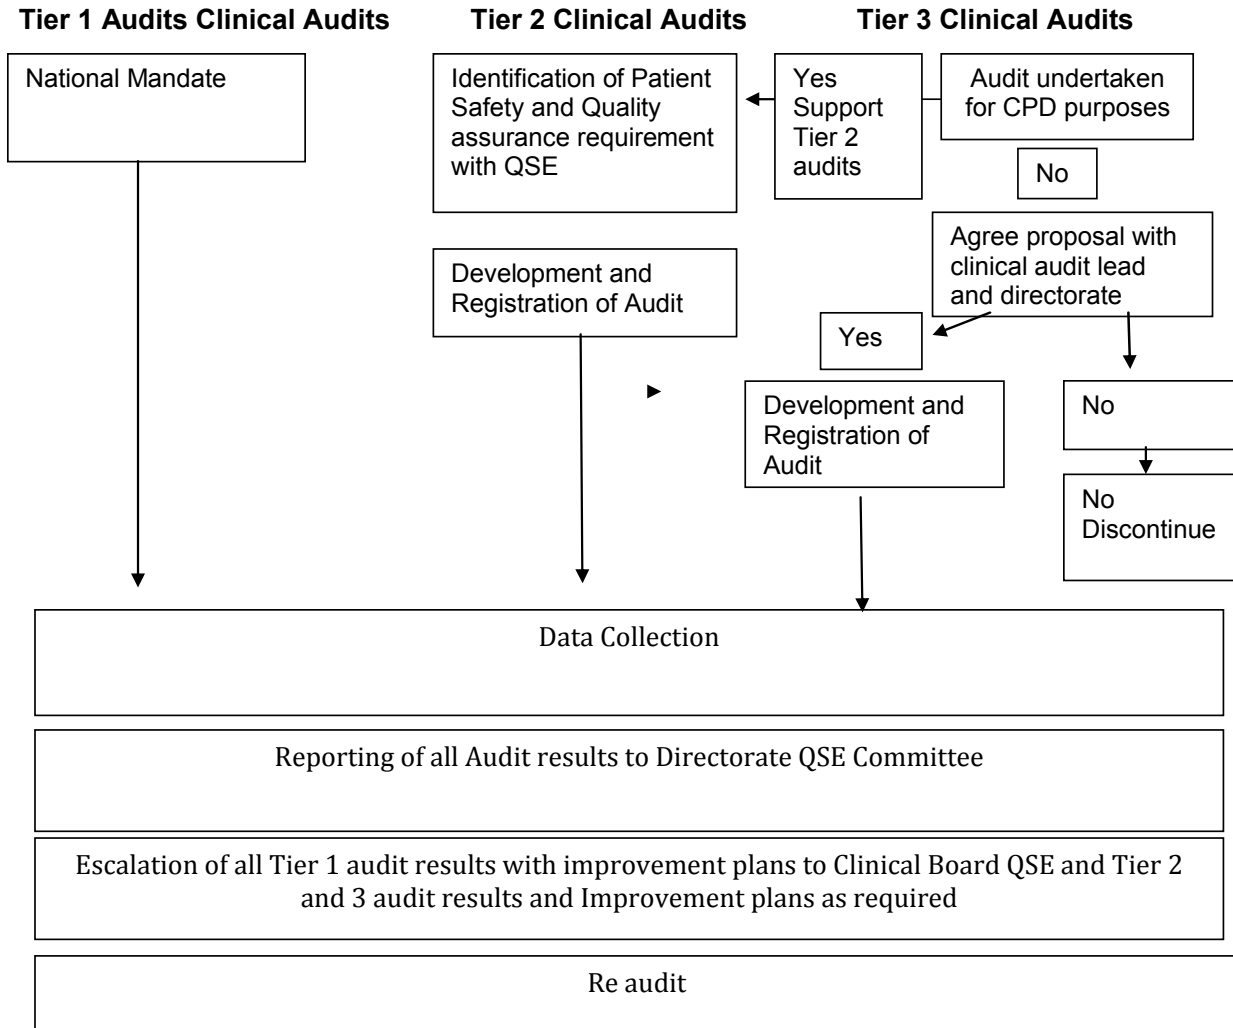 Tier 1 Audits Clinical Audits
Tier 2 Clinical Audits
Tier 3 Clinical Audits
National Mandate
Identification of Patient
Safety and Quality
assurance requirement
with QSE
Yes
Support
Tier 2
audits
Audit undertaken
for CPD purposes
No
Agree proposal with
clinical audit lead
and directorate
Development and
Registration of Audit
Yes
No
Development and
Registration of
Audit
No
Discontinue
Data Collection
Reporting of all Audit results to Directorate QSE Committee
Escalation of all Tier 1 audit results with improvement plans to Clinical Board QSE and Tier 2
and 3 audit results and Improvement plans as required
Re audit